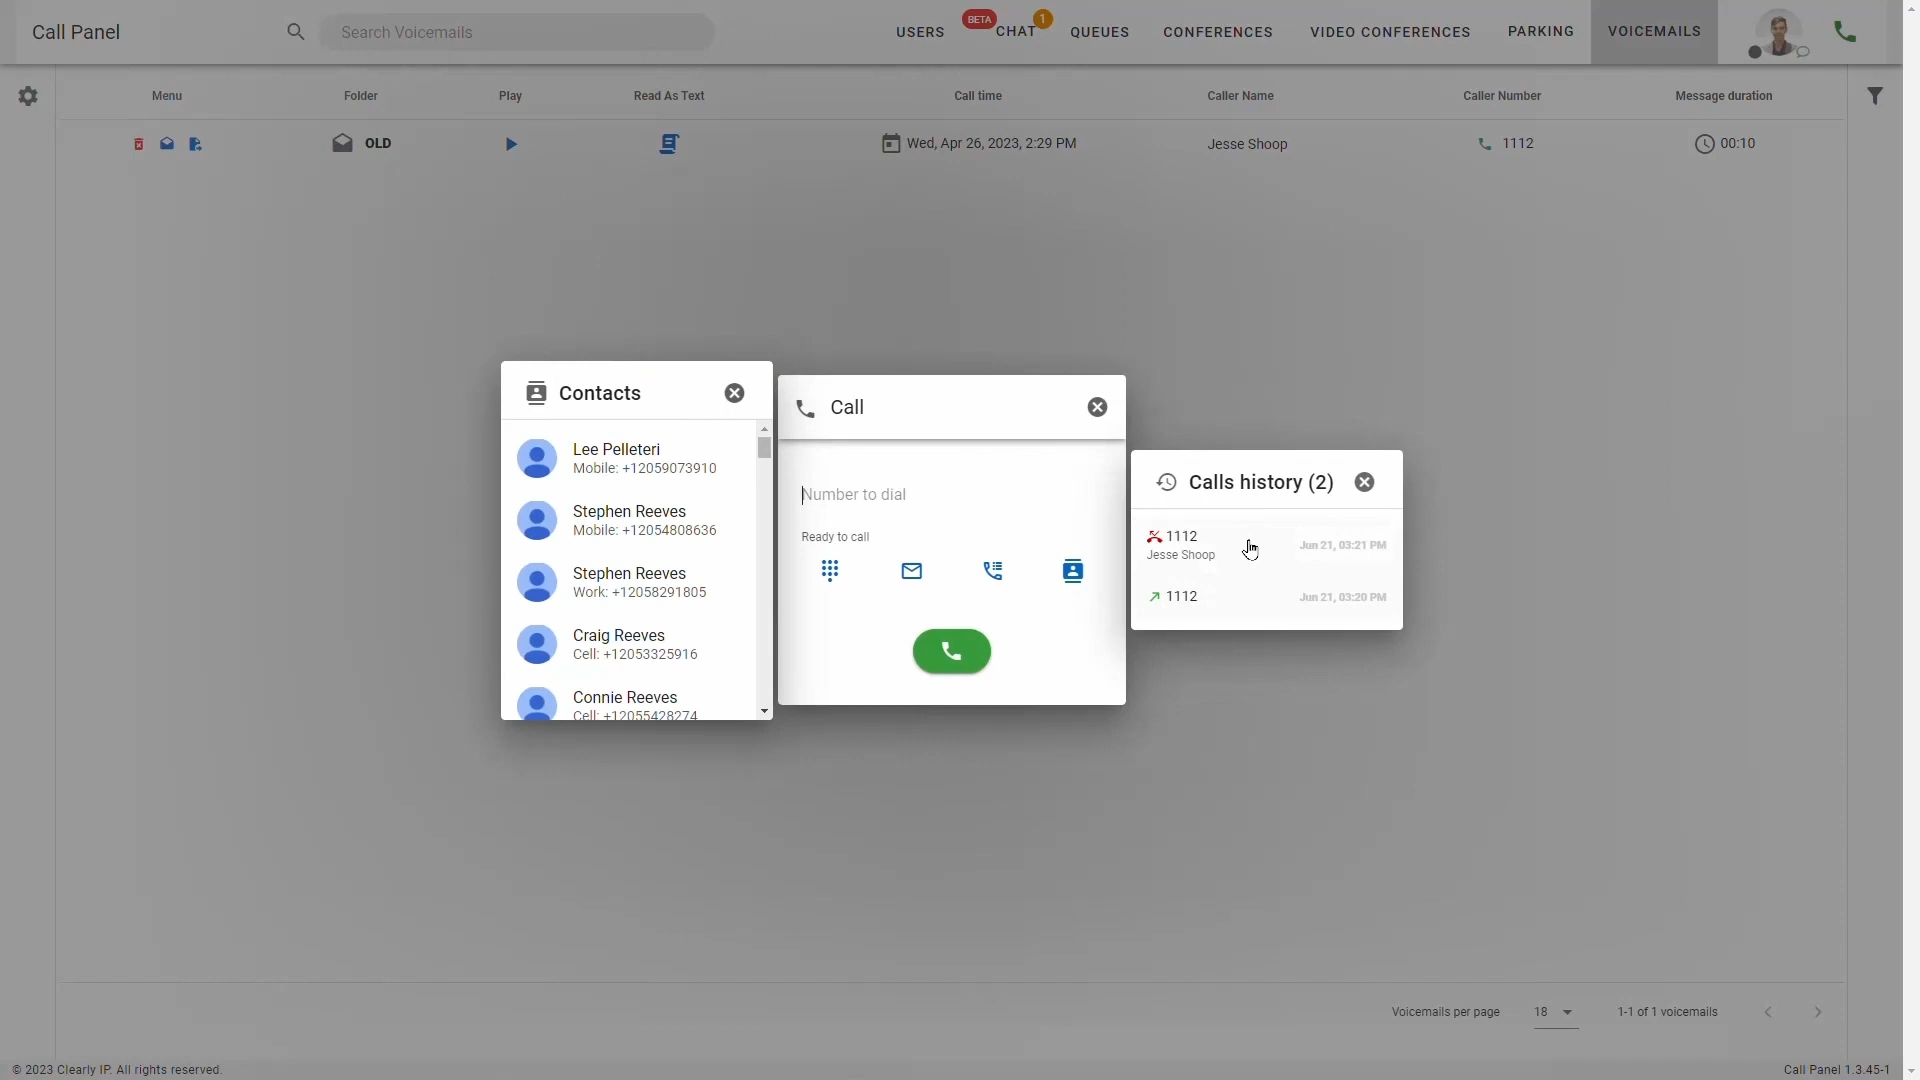 Call Panel
Search Voicemails
USERS
BETA
CHAT
1
QUEUES
CONFERENCES
VIDEO CONFERENCES
PARKING
VOICEMAILS
Menu
Folder
Play
Read As Text
Call time
Caller Name
Caller Number
Message duration
OLD
Wed, Apr 26, 2023, 2:29 PM
Jesse Shoop
1112
00:10
Contacts
Lee Pelleteri
Mobile: +12059073910
Stephen Reeves
Mobile: +12054808636
Stephen Reeves
Work: +12058291805
Craig Reeves
Cell: +12053325916
Connie Reeves
Cell: +12055428274
Call
Number to dial
Ready to call
Calls history (2)
1112
Jesse Shoop
Jun 21, 03:21 PM
1112
Jun 21, 03:20 PM
Voicemails per page
18
1-1 of 1 voicemails
© 2023 Clearly IP. All rights reserved.
Call Panel 1.3.45-1